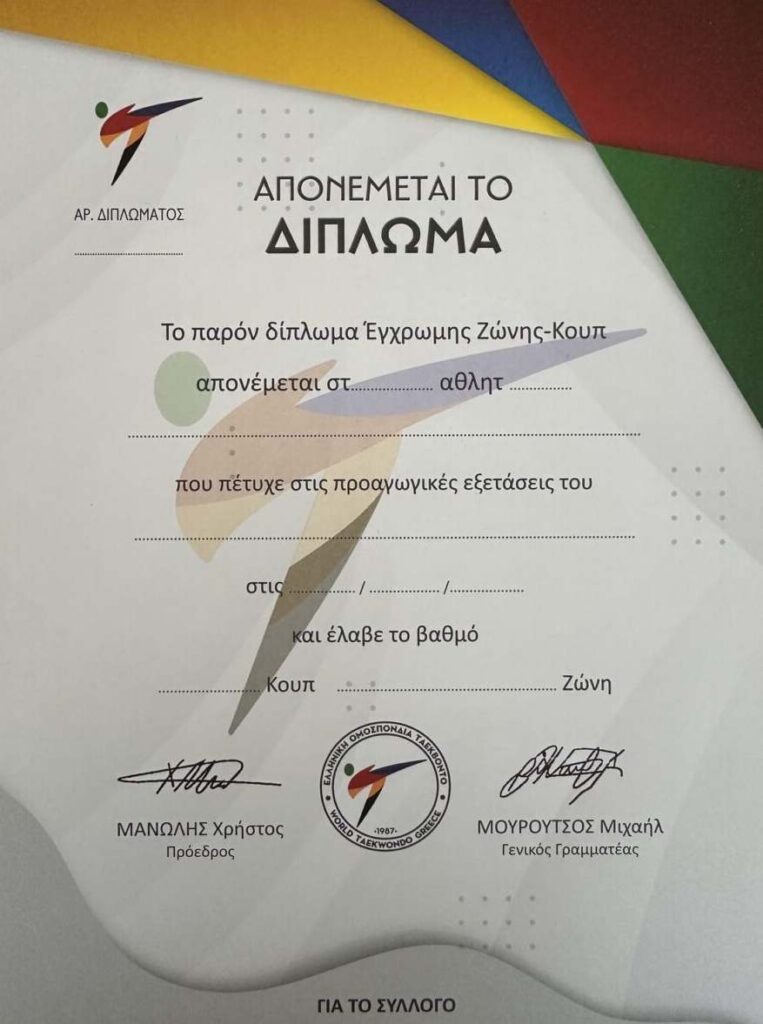 ΑΡ. ΔΙΠΛΩΜΑΤΟΣ
..............................
ΑΠΟΝΕΜΕΤΑΙ ΤΟ
ΔΙΠΛΩΜΑ
Το παρόν δίπλωμα Έγχρωμης Ζώνης-Κουπ
απονέμεται στ...................... αθλητ ................
....................................................................................
που πέτυχε στις προαγωγικές εξετάσεις του
....................................................................................
στις ................. / .................. /...................
και έλαβε το βαθμό
.......................... Κουπ ........................................................ Ζώνη
ΕΛΛΗΝΙΚΗ ΟΜΟΣΠΟΝΔΙΑ ΤΑΕΚΒΟΝΤΟ
·1987·
WORLD TAEKWONDO GREECE
ΜΑΝΩΛΗΣ Χρήστος
Πρόεδρος
ΜΟΥΡΟΥΤΣΟΣ Μιχαήλ
Γενικός Γραμματέας
ΓΙΑ ΤΟ ΣΥΛΛΟΓΟ